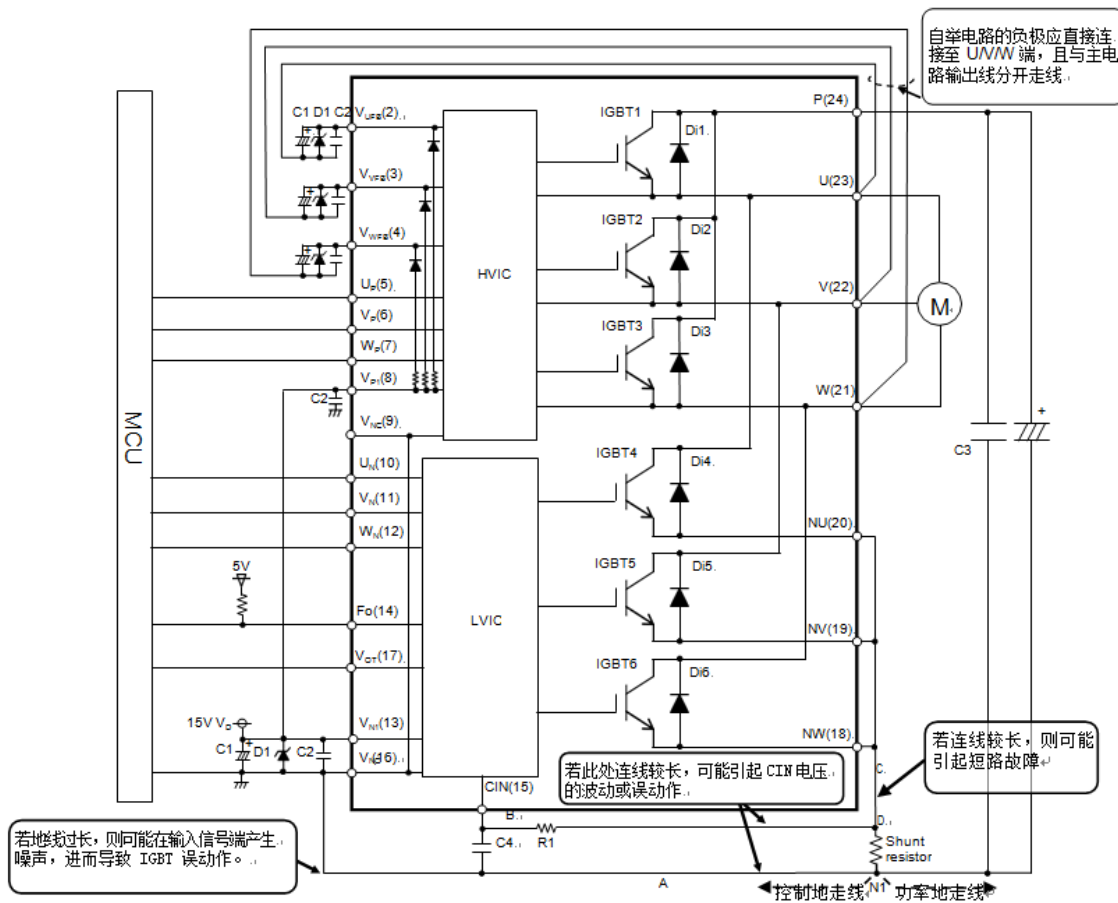 自举电路的负极应直接连
接至 U/V/W 端，且与主电
路输出线分开走线
C1 D1 C2
VUFB(2)
VVFB(3)
VWFB(4)
UP(5)
VP(6)
WP(7)
VP1(8)
C2
VNC(9)
UN(10)
VN(11)
WN(12)
5V
Fo(14)
VOT(17)
15V VD
VN1(13)
C1
D1
C2
(16)
CIN(15)
MCU
HVIC
LVIC
IGBT1
Di1.
IGBT2
Di2
IGBT3
Di3
IGBT4
Di4.
IGBT5
Di5.
IGBT6
Di6.
P(24)
U(23)
V(22)
W(21)
NU(20)
NV(19)
NW(18)
M
C3
+
若连线较长，则可能
引起短路故障
若此处连线较长，可能引起 CIN 电压
的波动或误动作
C.
D.
B.
R1
C4
Shunt
resistor
若地线过长，则可能在输入信号端产生
噪声，进而导致 IGBT 误动作。
A
控制地走线
N1
功率地走线